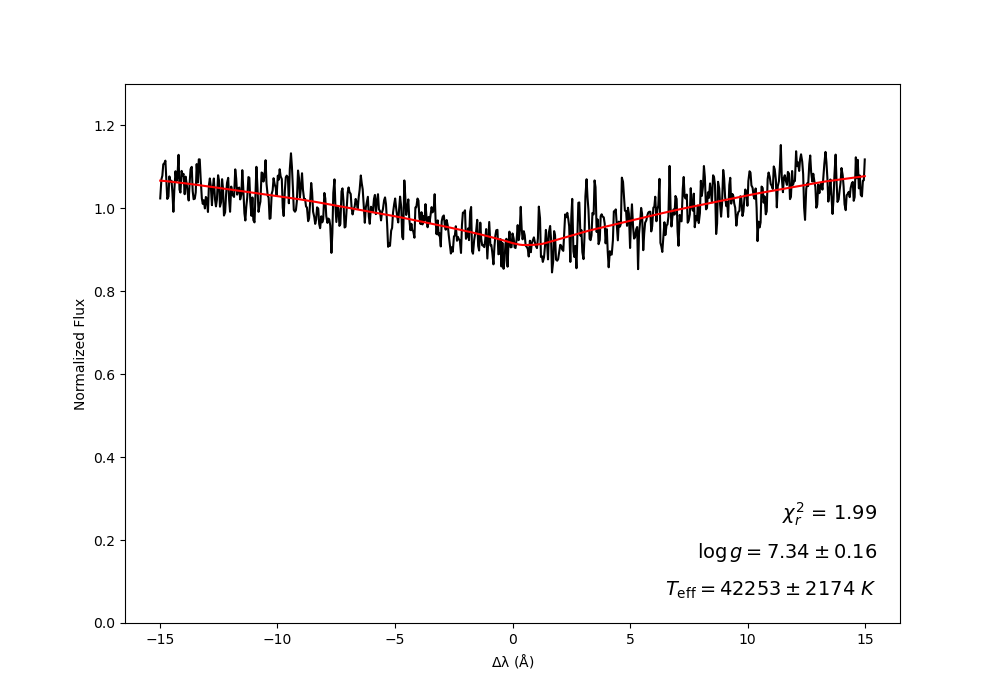 1.2
1.0
0.8
0.6
0.4
0.2
0.0
Normalized Flux
χ²ᵣ = 1.99
log g = 7.34 ± 0.16
T_eff = 42253 ± 2174 K
−15 −10 −5 0 5 10 15
Δλ (Å)